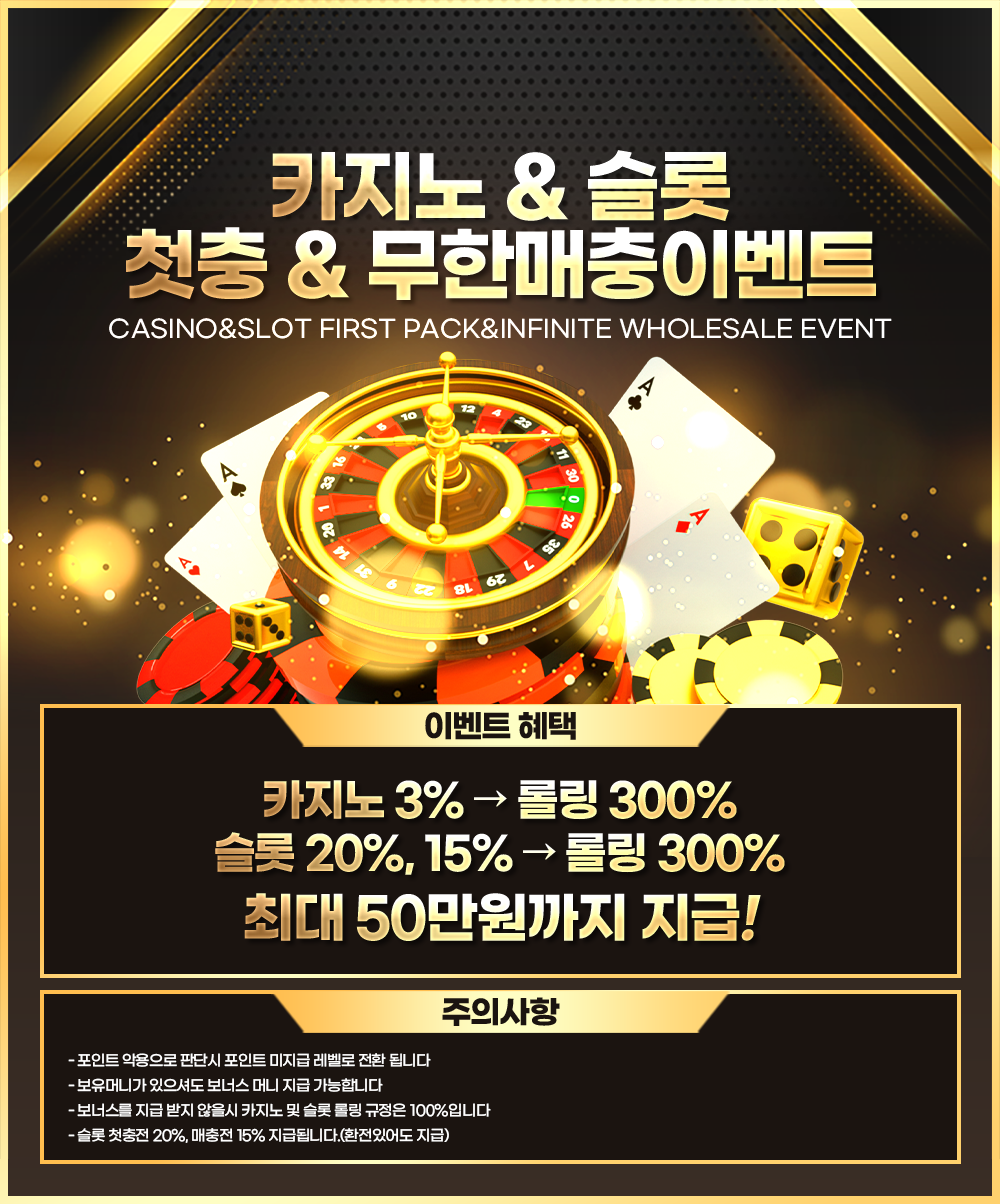 카지노 & 슬롯
첫충 & 무한매충이벤트
CASINO&SLOT FIRST PACK&INFINITE WHOLESALE EVENT
이벤트 혜택
카지노 3% → 롤링 300%
슬롯 20%, 15% → 롤링 300%
최대 50만원까지 지급!
주의사항
- 포인트 악용으로 판단시 포인트 미지급 레벨로 전환 됩니다
- 보유머니가 있으셔도 보너스 머니 지급 가능합니다
- 보너스를 지급 받지 않을시 카지노 및 슬롯 롤링 규정은 100%입니다
- 슬롯 첫충전 20%, 매충전 15% 지급됩니다.(환전있어도 지급)